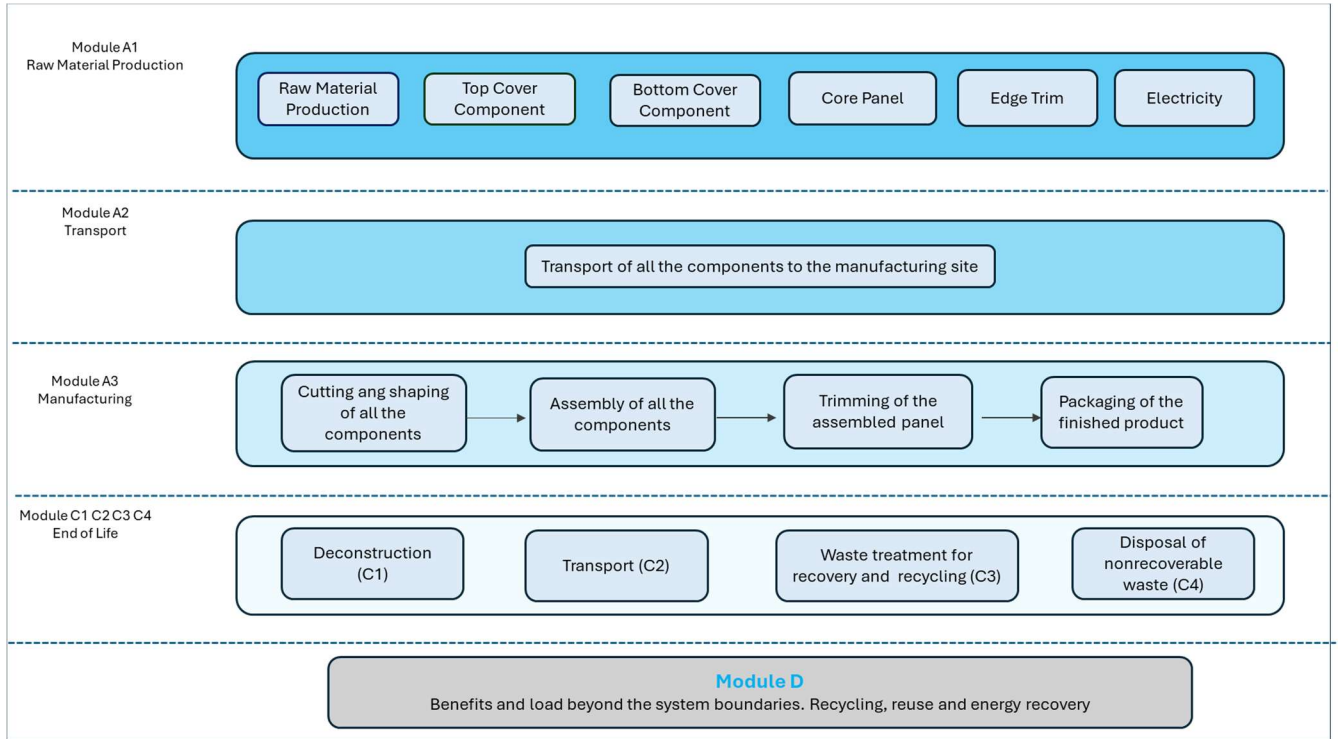 Module A1
Raw Material Production
Raw Material
Production
Top Cover
Component
Bottom Cover
Component
Core Panel
Edge Trim
Electricity
Module A2
Transport
Transport of all the components to the manufacturing site
Module A3
Manufacturing
Cutting ang shaping
of all the
components
Assembly of all the
components
Trimming of the
assembled panel
Packaging of the
finished product
Module C1 C2 C3 C4
End of Life
Deconstruction
(C1)
Transport (C2)
Waste treatment for
recovery and  recycling (C3)
Disposal of
nonrecoverable
waste (C4)
Module D
Benefits and load beyond the system boundaries. Recycling, reuse and energy recovery